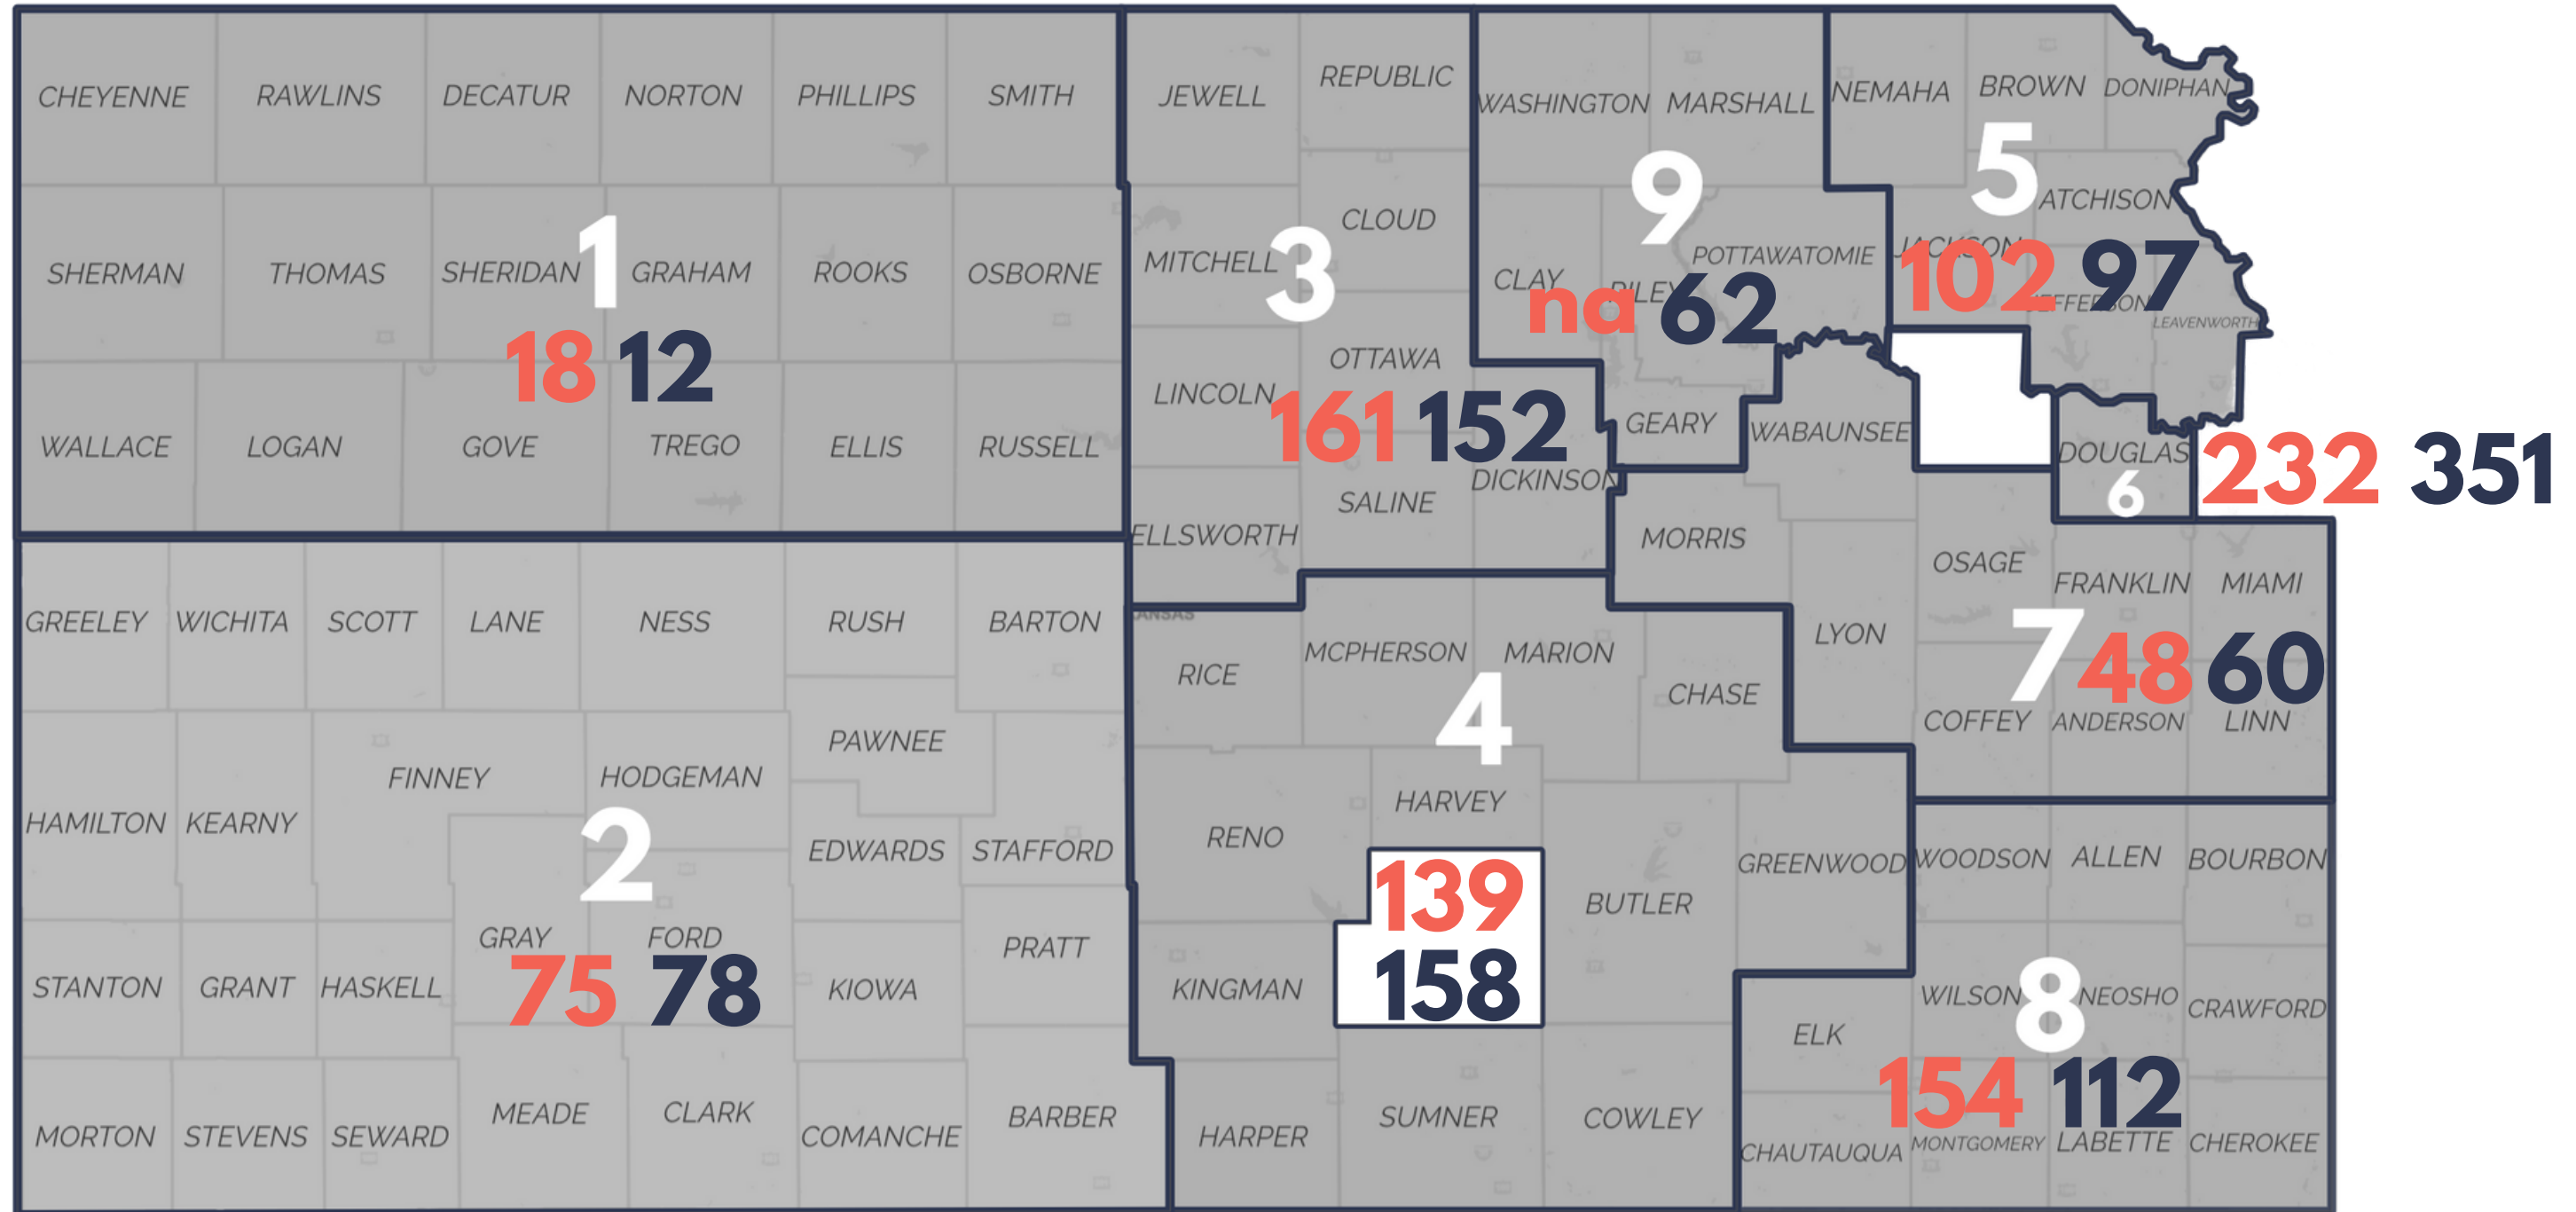 CHEYENNE RAWLINS DECATUR NORTON PHILLIPS SMITH
SHERMAN THOMAS SHERIDAN GRAHAM ROOKS OSBORNE
1
18 12
WALLACE LOGAN GOVE TREGO ELLIS RUSSELL
JEWELL REPUBLIC
CLOUD
MITCHELL
3
OTTAWA
LINCOLN
161 152
DICKINSON
SALINE
ELLSWORTH
WASHINGTON MARSHALL
9
POTTAWATOMIE
CLAY RILEY
na 62
GEARY
NEMAHA BROWN DONIPHAN
5
ATCHISON
JACKSON
102 97
JEFFERSON
LEAVENWORTH
DOUGLAS
6
232 351
WABAUNSEE
MORRIS
OSAGE
FRANKLIN MIAMI
LYON
7
48 60
COFFEY ANDERSON LINN
GREELEY WICHITA SCOTT LANE NESS RUSH BARTON
PAWNEE
FINNEY HODGEMAN
HAMILTON KEARNY
2
EDWARDS STAFFORD
GRAY FORD
PRATT
75 78
STANTON GRANT HASKELL
KIOWA
MEADE CLARK
MORTON STEVENS SEWARD
COMANCHE BARBER
KANSAS
RICE MCPHERSON MARION
CHASE
4
HARVEY
RENO
139
158
BUTLER GREENWOOD
KINGMAN
HARPER SUMNER COWLEY
WOODSON ALLEN BOURBON
WILSON NEOSHO CRAWFORD
8
ELK
154 112
CHAUTAUQUA MONTGOMERY LABETTE CHEROKEE